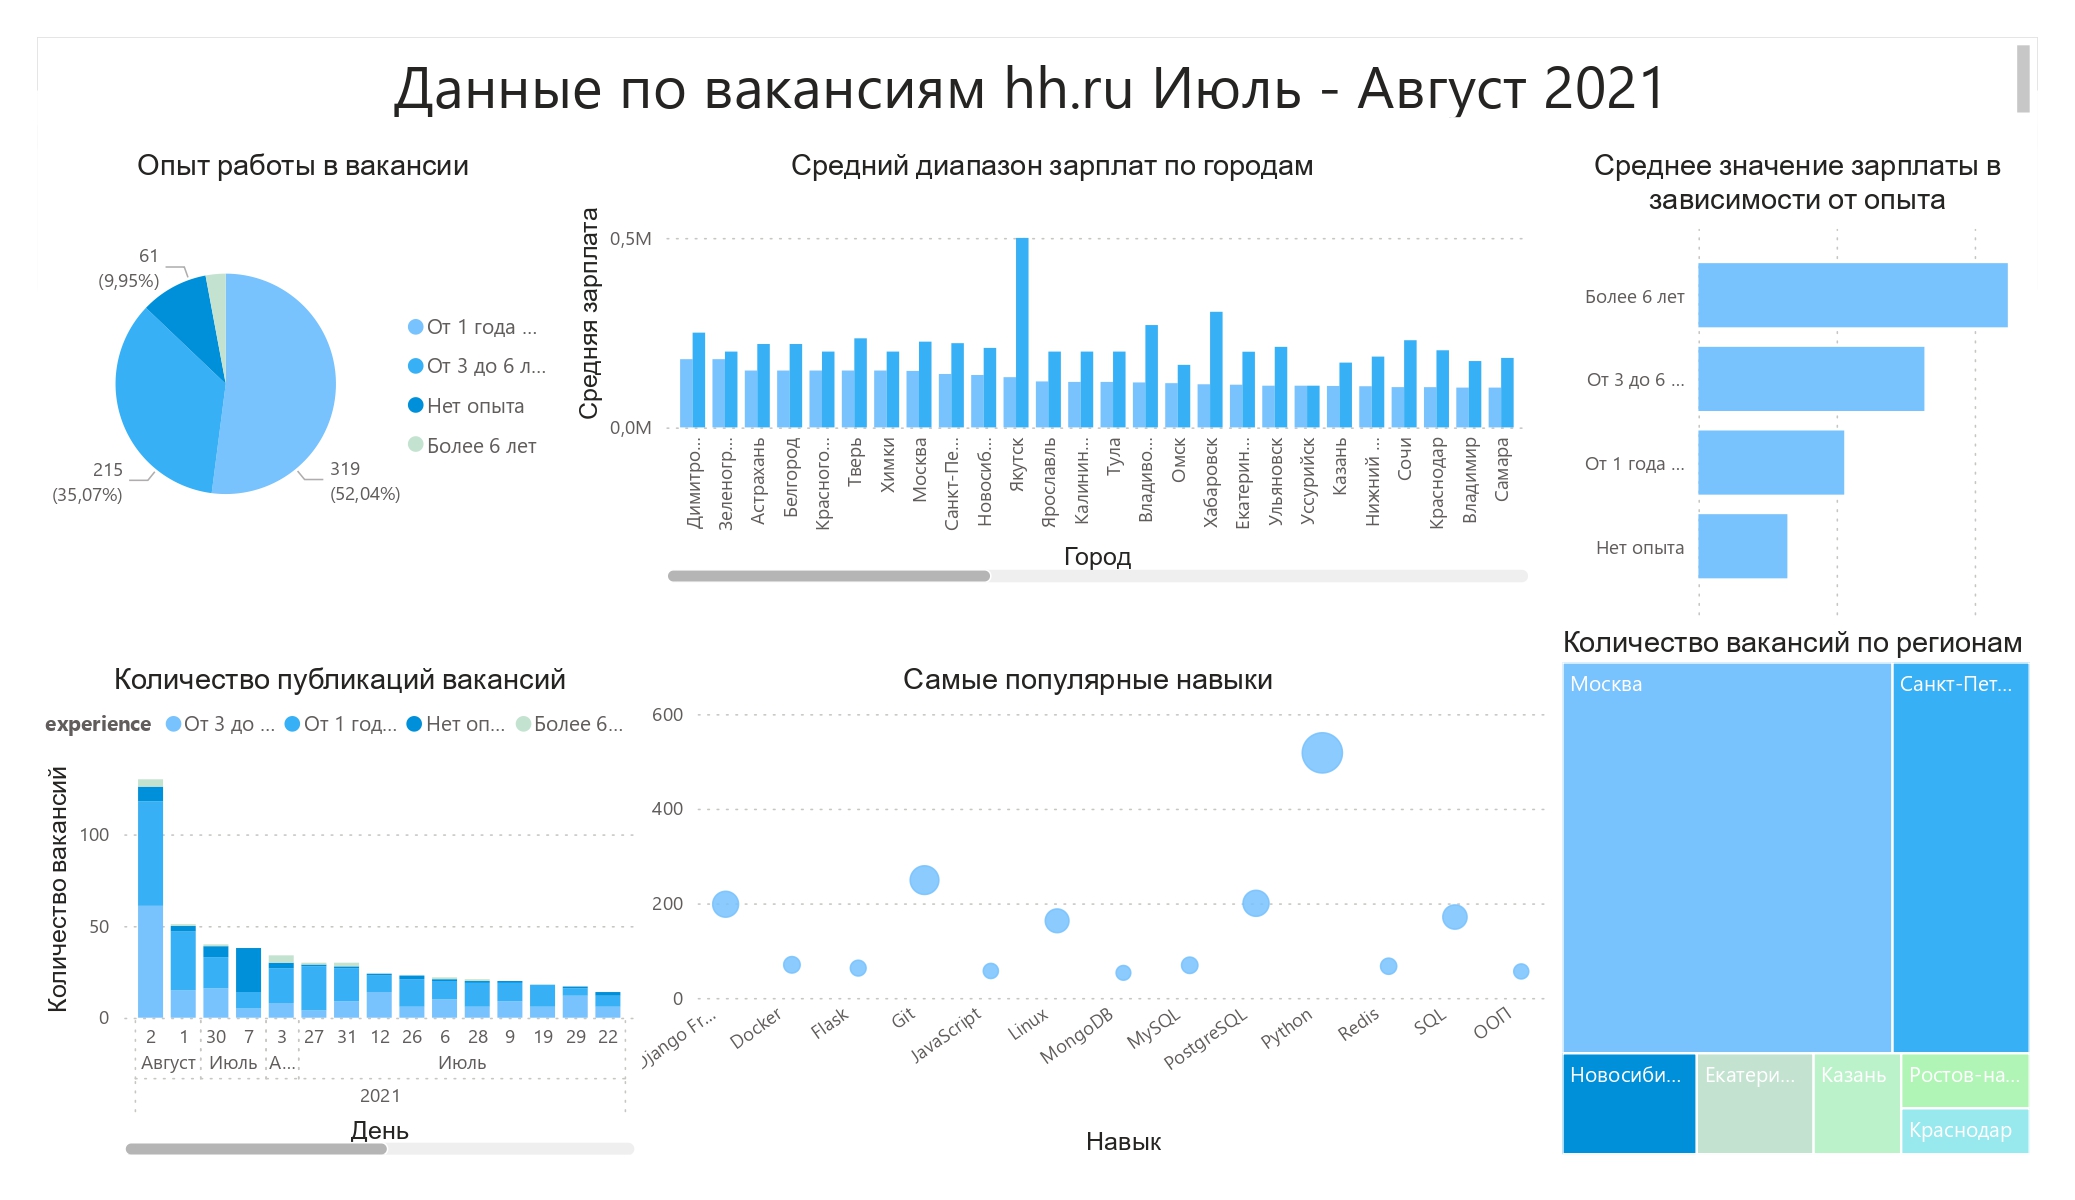 Данные по вакансиям hh.ru Июль - Август 2021
Опыт работы в вакансии
61
(9,95%)
215
(35,07%)
319
(52,04%)
От 1 года ...
От 3 до 6 л...
Нет опыта
Более 6 лет
Средний диапазон зарплат по городам
Средняя зарплата
0,5M
0,0M
Димитро...
Зеленогр...
Астрахань
Белгород
Красного...
Тверь
Химки
Москва
Санкт-Пе...
Новосиб...
Якутск
Ярославль
Калинин...
Тула
Владиво...
Омск
Хабаровск
Екатерин...
Ульяновск
Уссурийск
Казань
Нижний ...
Сочи
Краснодар
Владимир
Самара
Город
Среднее значение зарплаты в
зависимости от опыта
Более 6 лет
От 3 до 6 ...
От 1 года ...
Нет опыта
Количество публикаций вакансий
experience От 3 до ... От 1 год... Нет оп... Более 6...
Количество вакансий
100
50
0
2 1 30 7 3 27 31 12 26 6 28 9 19 29 22
Август Июль А... Июль
2021
День
Самые популярные навыки
600
400
200
0
Django Fr...
Docker
Flask
Git
JavaScript
Linux
MongoDB
MySQL
PostgreSQL
Python
Redis
SQL
ООП
Навык
Количество вакансий по регионам
Москва
Санкт-Пет...
Новосиби...
Екатери...
Казань
Ростов-на...
Краснодар